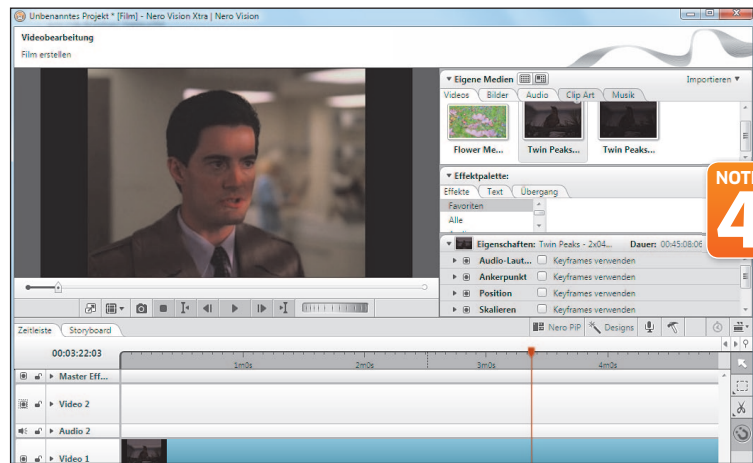 Unbenanntes Projekt * [Film] - Nero Vision Xtra | Nero Vision
Videobearbeitung
Film erstellen
Eigene Medien
Importieren
Videos Bilder Audio Clip Art Musik
Flower Me... Twin Peaks... Twin Peaks...
Effektpalette:
Effekte Text Übergang
Favoriten
Alle
NOTE
4
Eigenschaften: Twin Peaks - 2x04... Dauer: 00:45:08:06
Audio-Laut... Keyframes verwenden
Ankerpunkt Keyframes verwenden
Position Keyframes verwenden
Skalieren Keyframes verwenden
Nero PiP Designs
Zeitleiste Storyboard
00:03:22:03
1m0s 2m0s 3m0s 4m0s
Master Eff...
Video 2
Audio 2
Video 1